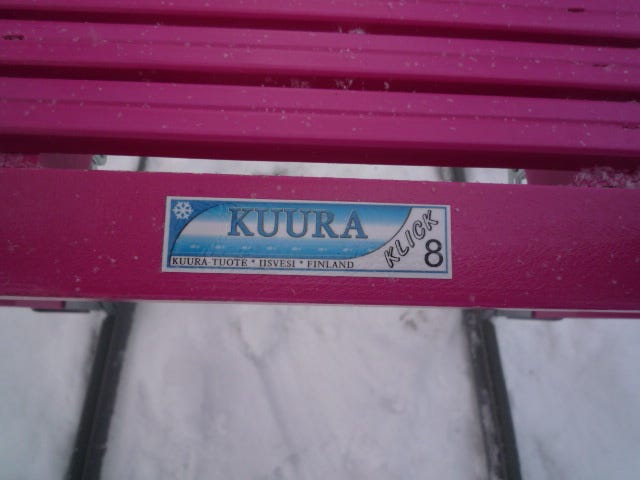 KUURA
KLICK
8
KUURA-TUOTE * IISVESI * FINLAND